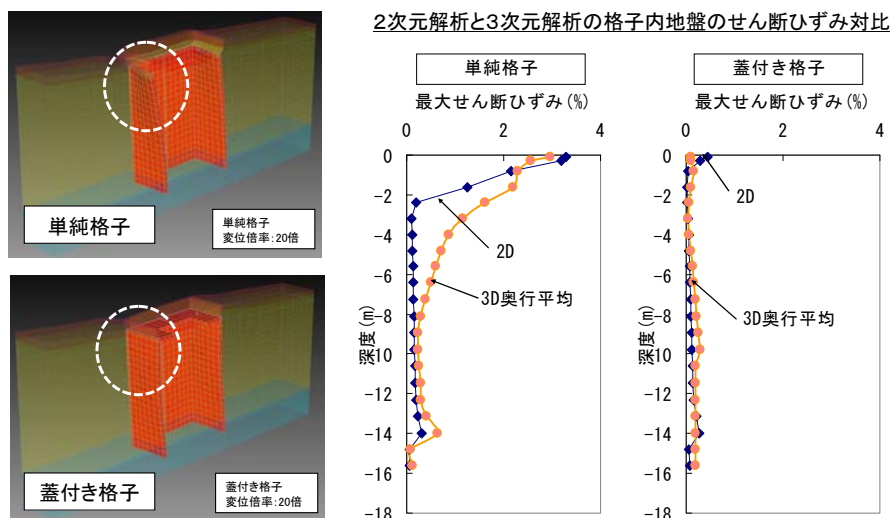 2次元解析と3次元解析の格子内地盤のせん断ひずみ対比
単純格子
単純格子
変位倍率:20倍
蓋付き格子
蓋付き格子
変位倍率:20倍
単純格子
最大せん断ひずみ(%)
0 2 4
0
-2
-4
-6
-8
-10
-12
-14
-16
-18
深度(m)
2D
3D奥行平均
蓋付き格子
最大せん断ひずみ(%)
0 2 4
0
-2
-4
-6
-8
-10
-12
-14
-16
-18
深度(m)
2D
3D奥行平均